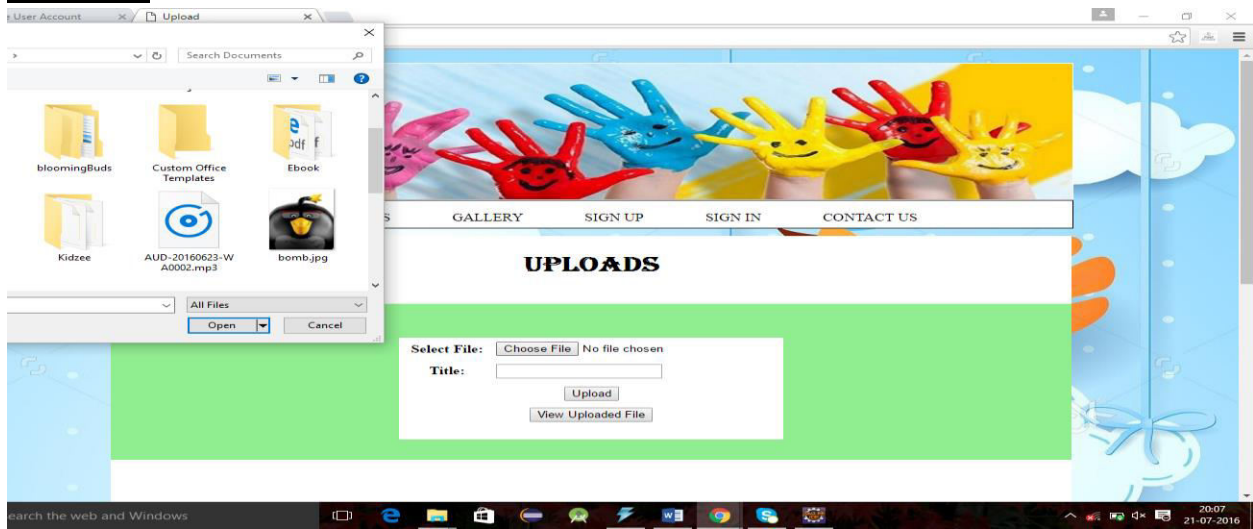 User Account
Upload
Search Documents
bloomingBuds
Custom Office
Templates
Ebook
Kidzee
AUD-20160623-W
A0002.mp3
bomb.jpg
All Files
Open
Cancel
GALLERY
SIGN UP
SIGN IN
CONTACT US
UPLOADS
Select File:
Choose File
No file chosen
Title:
Upload
View Uploaded File
earch the web and Windows
20:07
21-07-2016